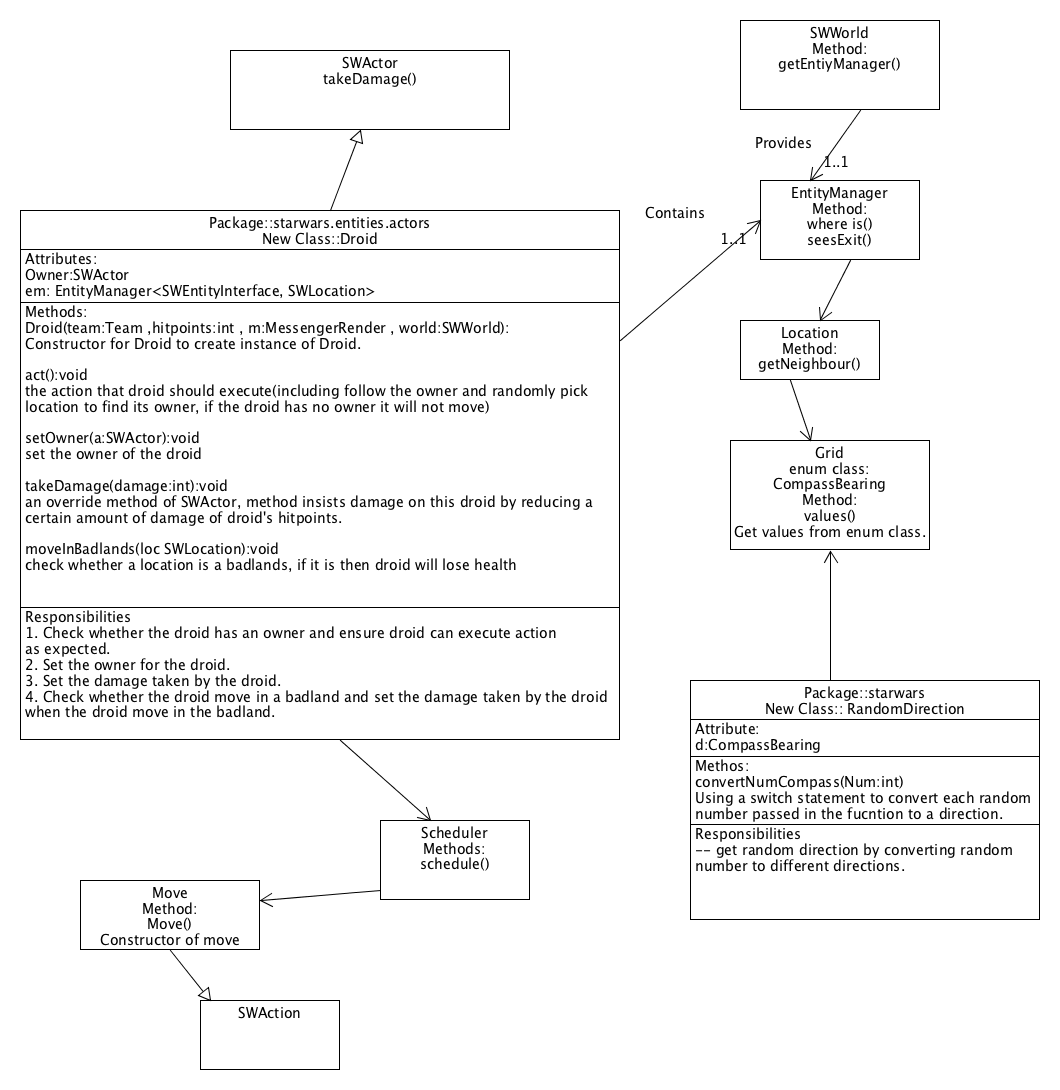 SWActor
takeDamage()
SWWorld
Method:
getEntiyManager()
Provides
1..1
EntityManager
Method:
where is()
seesExit()
Contains
1..1
Package::starwars.entities.actors
New Class::Droid
Attributes:
Owner:SWActor
em: EntityManager<SWEntityInterface, SWLocation>
Methods:
Droid(team:Team ,hitpoints:int , m:MessengerRender , world:SWWorld):
Constructor for Droid to create instance of Droid.
act():void
the action that droid should execute(including follow the owner and randomly pick
location to find its owner, if the droid has no owner it will not move)
setOwner(a:SWActor):void
set the owner of the droid
takeDamage(damage:int):void
an override method of SWActor, method insists damage on this droid by reducing a
certain amount of damage of droid's hitpoints.
moveInBadlands(loc SWLocation):void
check whether a location is a badlands, if it is then droid will lose health
Responsibilities
1. Check whether the droid has an owner and ensure droid can execute action
as expected.
2. Set the owner for the droid.
3. Set the damage taken by the droid.
4. Check whether the droid move in a badland and set the damage taken by the droid
when the droid move in the badland.
Location
Method:
getNeighbour()
Grid
enum class:
CompassBearing
Method:
values()
Get values from enum class.
Package::starwars
New Class:: RandomDirection
Attribute:
d:CompassBearing
Methos:
convertNumCompass(Num:int)
Using a switch statement to convert each random
number passed in the fucntion to a direction.
Responsibilities
-- get random direction by converting random
number to different directions.
Scheduler
Methods:
schedule()
Move
Method:
Move()
Constructor of move
SWAction